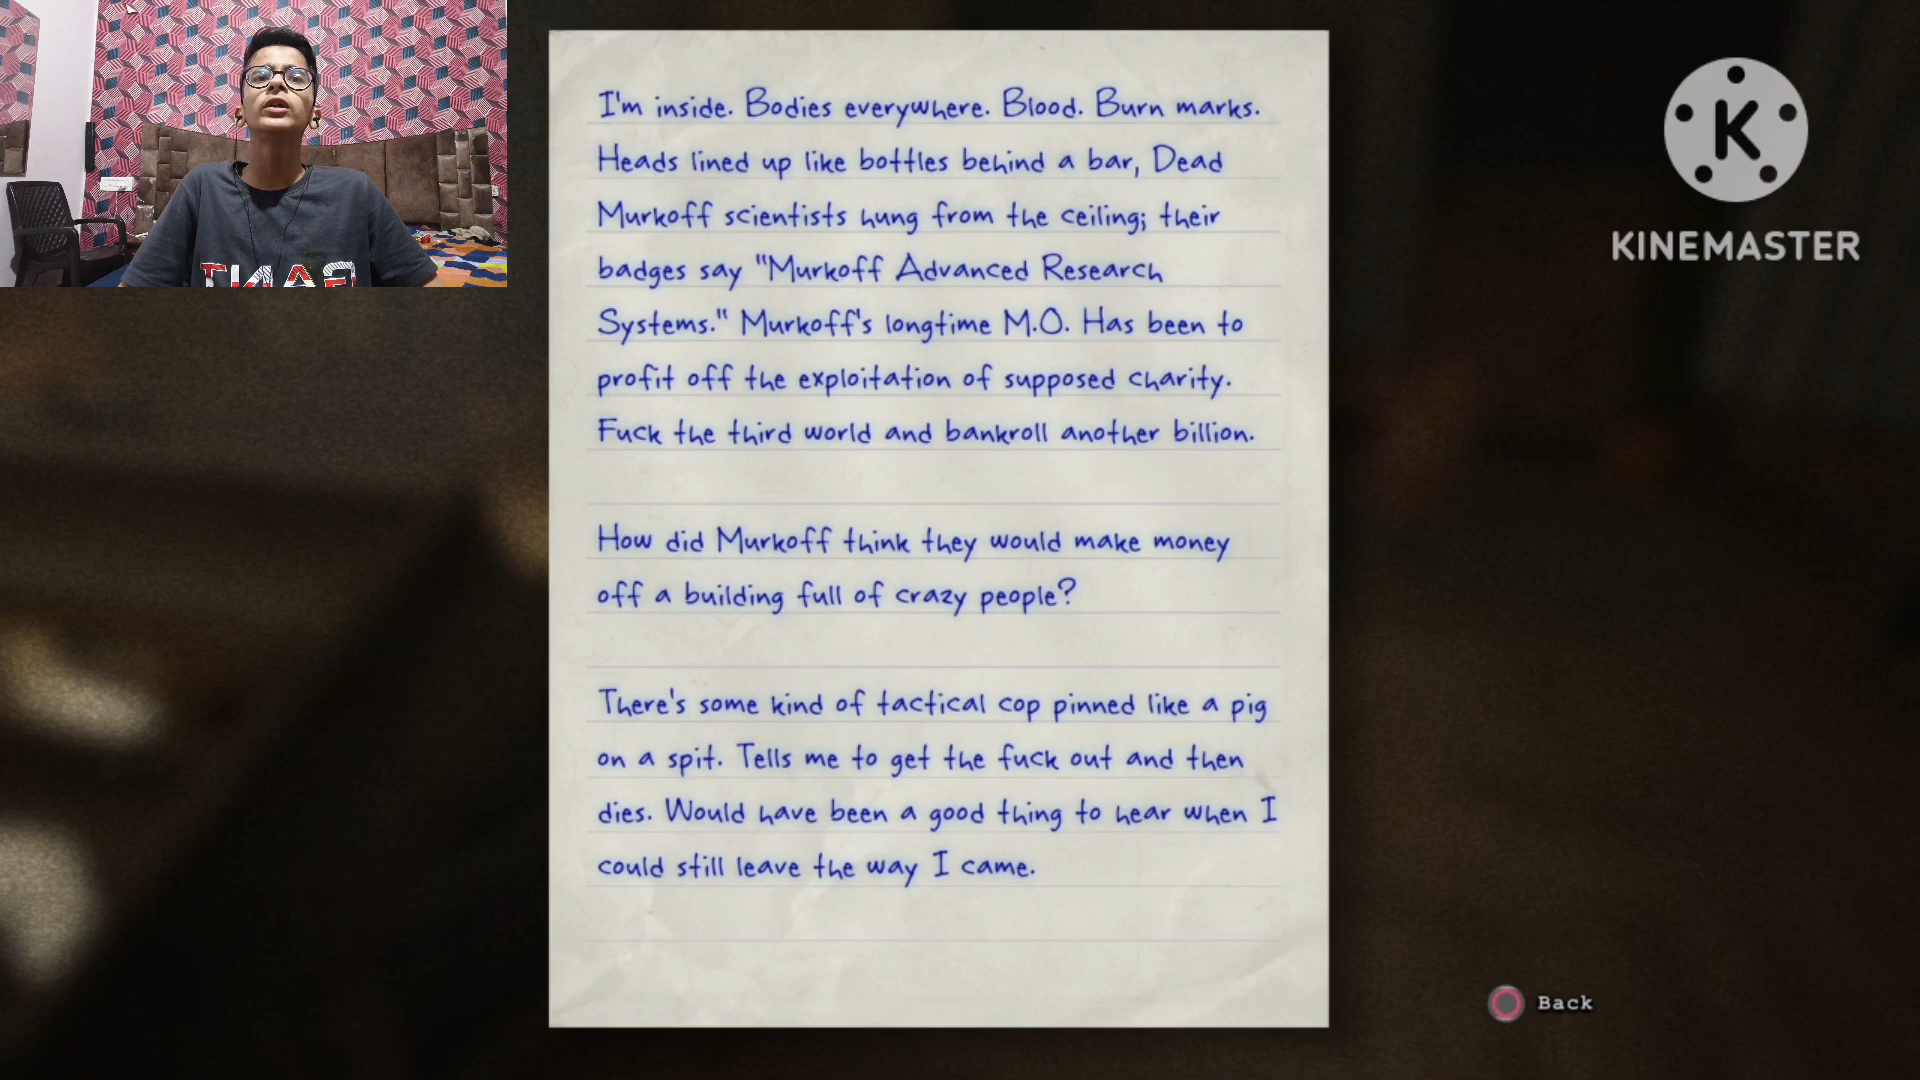 I'm inside. Bodies everywhere. Blood. Burn marks.
Heads lined up like bottles behind a bar, Dead
Murkoff scientists hung from the ceiling; their
badges say "Murkoff Advanced Research
Systems." Murkoff's longtime M.O. Has been to
profit off the exploitation of supposed charity.
Fuck the third world and bankroll another billion.
How did Murkoff think they would make money
off a building full of crazy people?
There's some kind of tactical cop pinned like a pig
on a spit. Tells me to get the fuck out and then
dies. Would have been a good thing to hear when I
could still leave the way I came.
K
KINEMASTER
Back